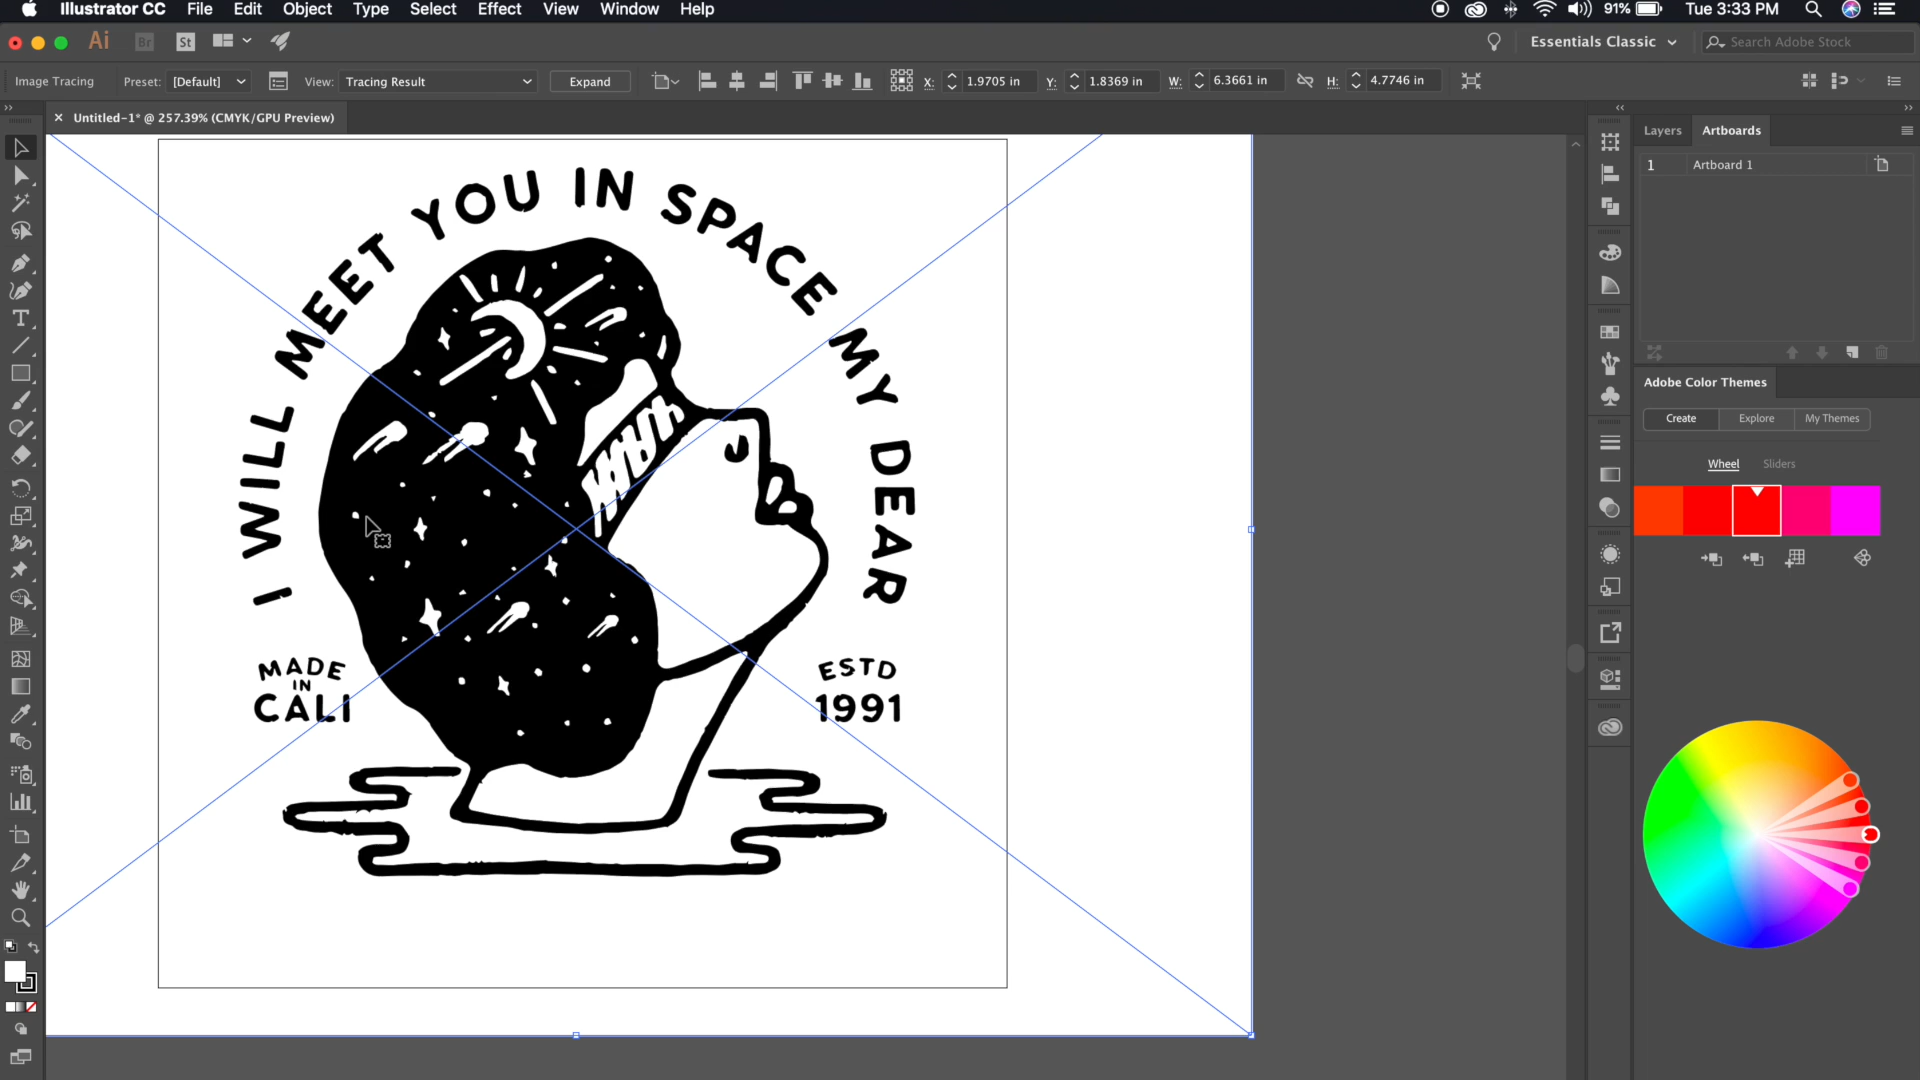 Illustrator CC File Edit Object Type Select Effect View Window Help 91% Tue 3:33 PM
Ai Br St Essentials Classic Search Adobe Stock
Image Tracing Preset: [Default] View: Tracing Result Expand X: 1.9705 in Y: 1.8369 in W: 6.3661 in H: 4.7746 in
Untitled-1* @ 257.39% (CMYK/GPU Preview)
Layers Artboards
1 Artboard 1
Adobe Color Themes
Create Explore My Themes
Wheel Sliders
I WILL MEET YOU IN SPACE MY DEAR
MADE
IN
CALI
ESTD
1991